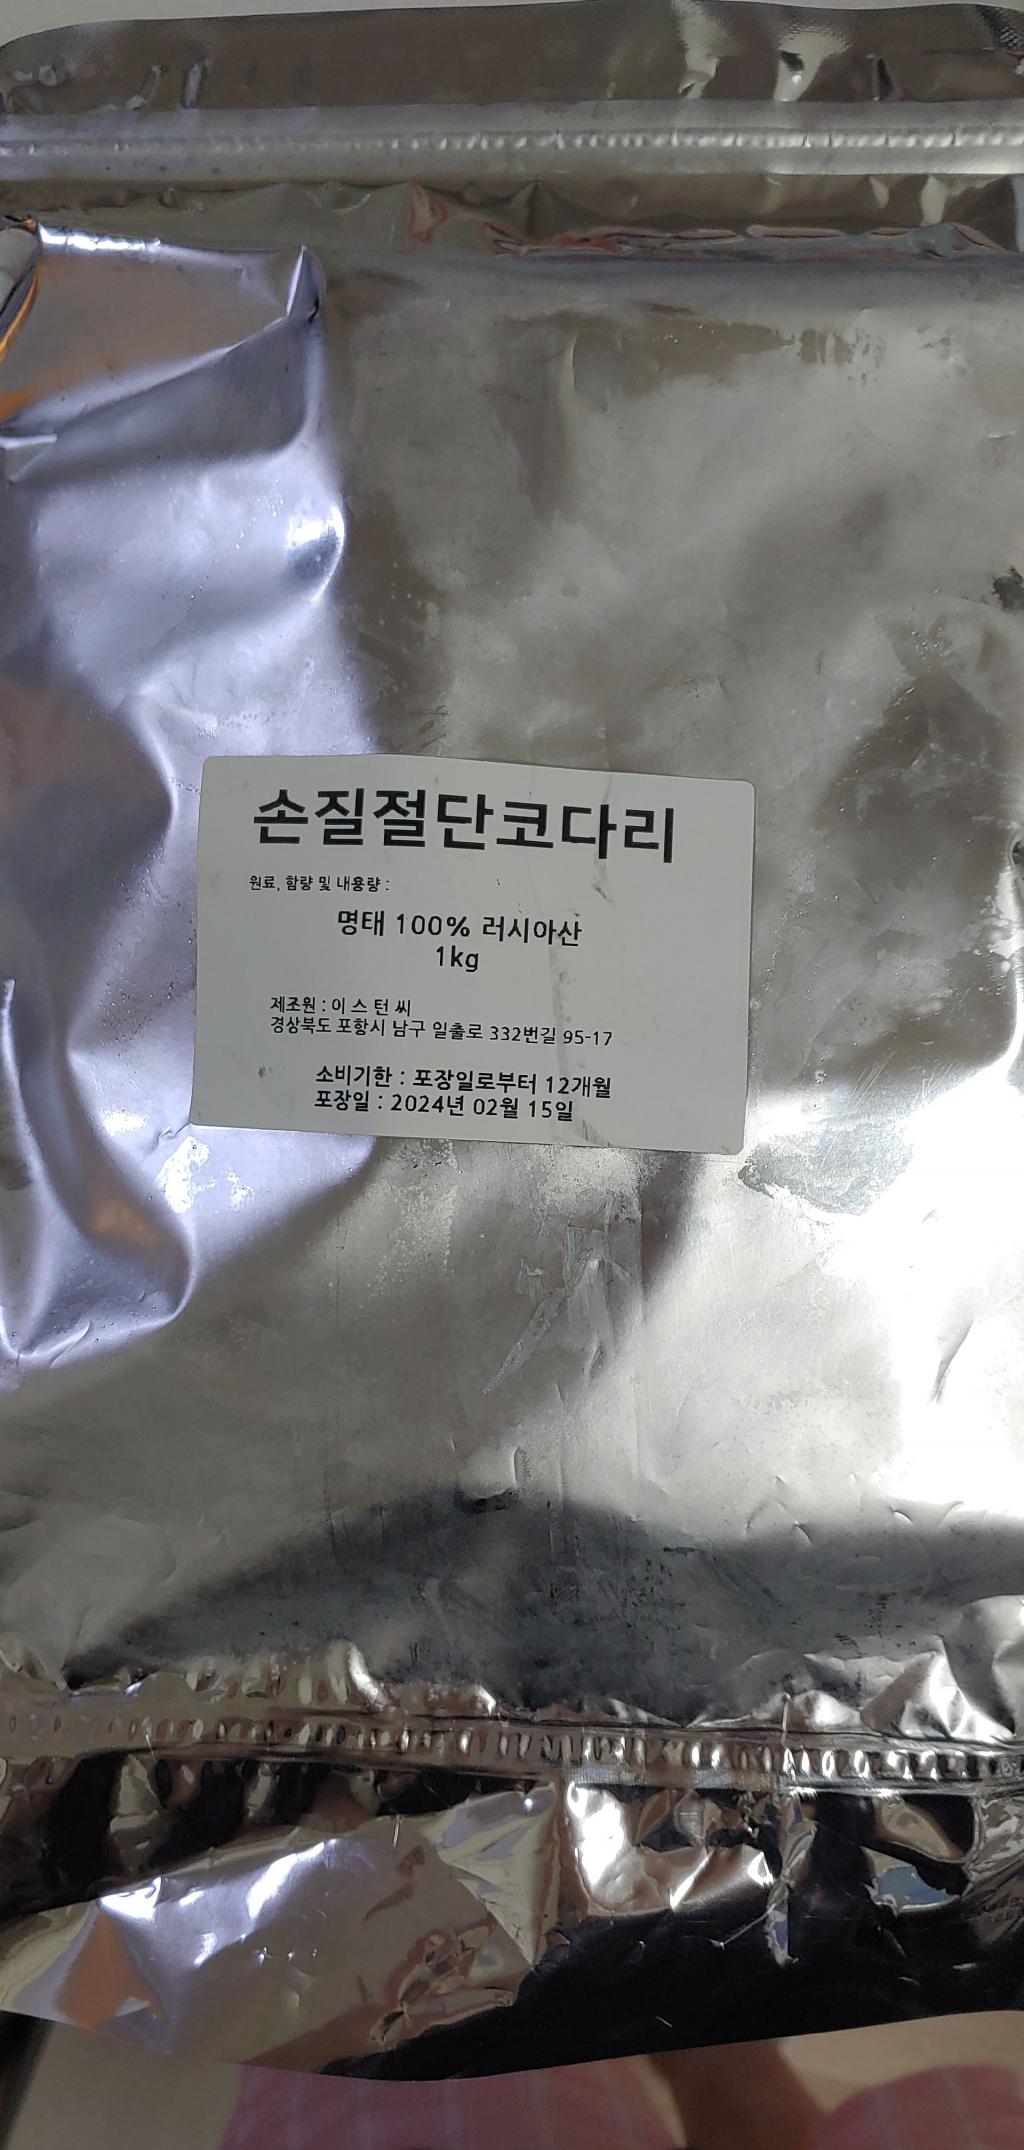 손질절단코다리
원료, 함량 및 내용량 :
명태 100% 러시아산
1kg
제조원 : 이 스 턴 씨
경상북도 포항시 남구 일출로 332번길 95-17
소비기한 : 포장일로부터 12개월
포장일 : 2024년 02월 15일